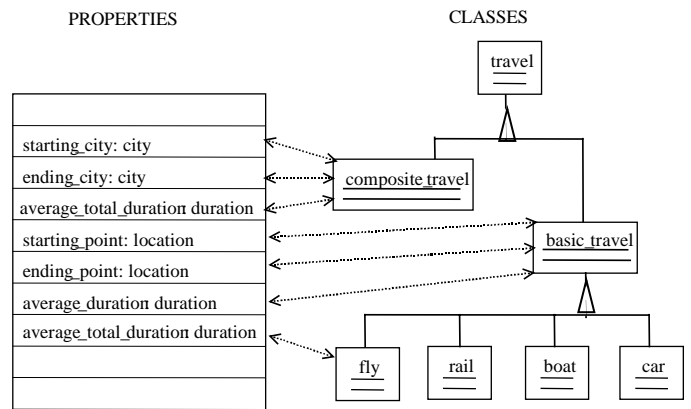 PROPERTIES
CLASSES
travel
starting_city: city
ending_city: city
average_total_duration: duration
starting_point: location
ending_point: location
average_duration: duration
average_total_duration: duration
composite_travel
basic_travel
fly
rail
boat
car